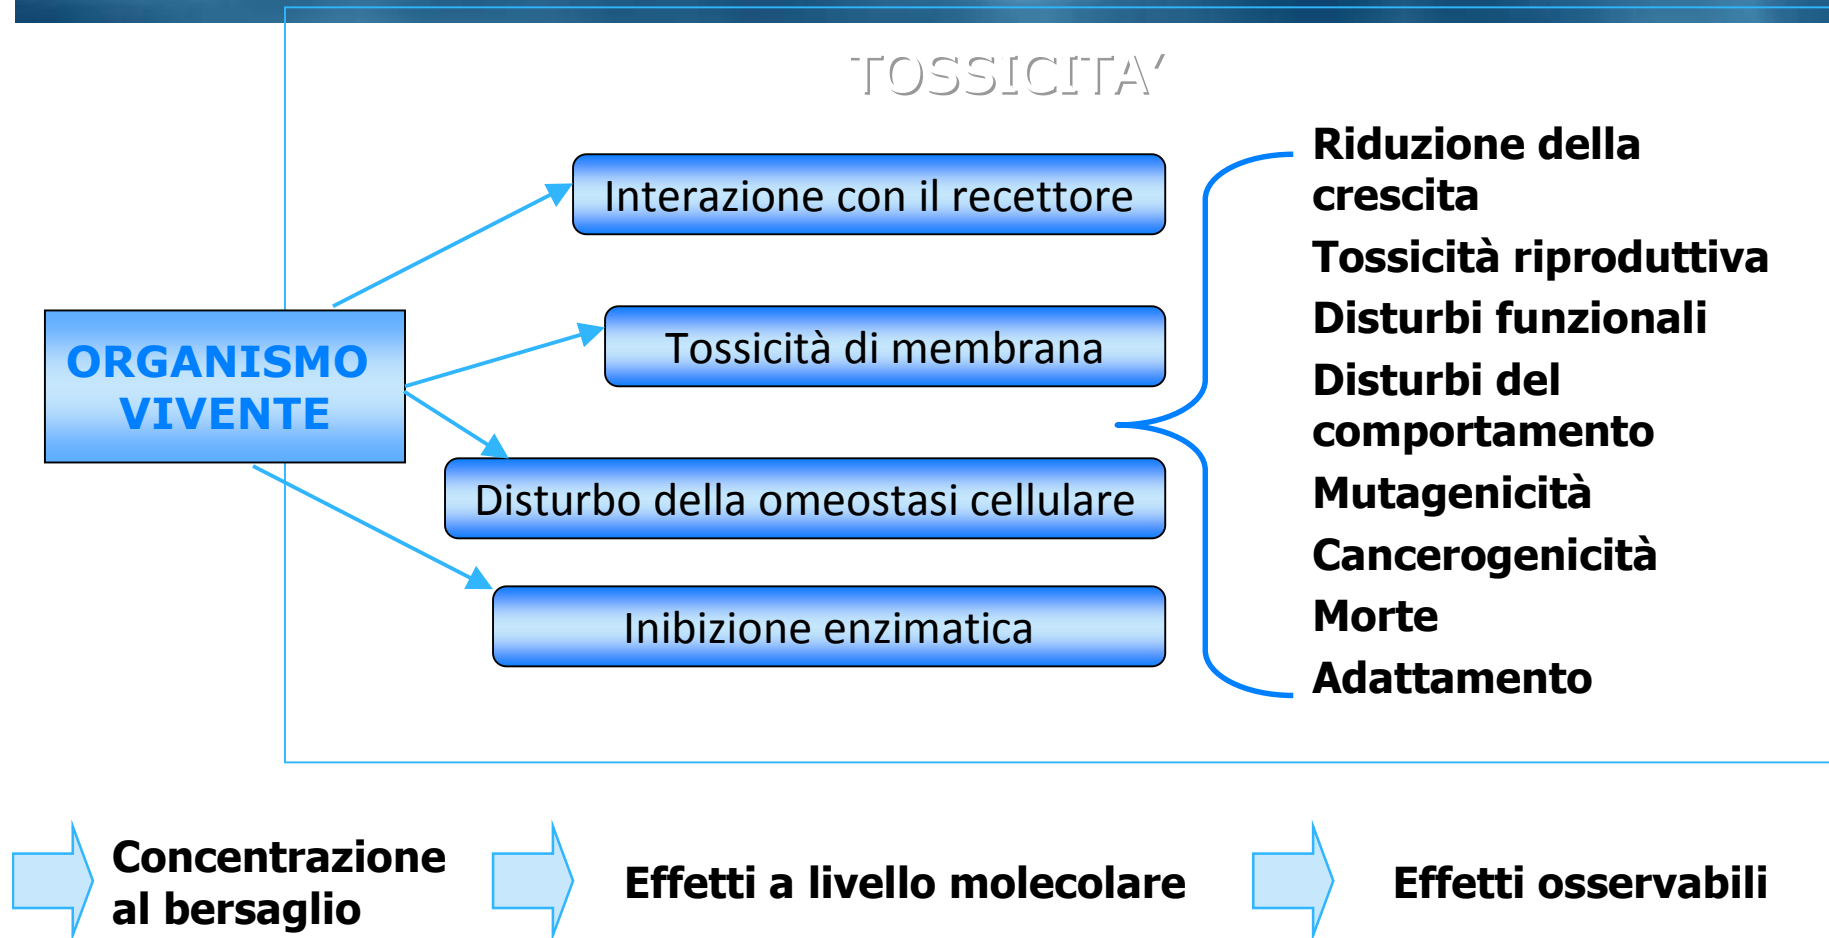 TOSSICITA’
ORGANISMO
VIVENTE
Interazione con il recettore
Tossicità di membrana
Disturbo della omeostasi cellulare
Inibizione enzimatica
Riduzione della
crescita
Tossicità riproduttiva
Disturbi funzionali
Disturbi del
comportamento
Mutagenicità
Cancerogenicità
Morte
Adattamento
Concentrazione
al bersaglio
Effetti a livello molecolare
Effetti osservabili